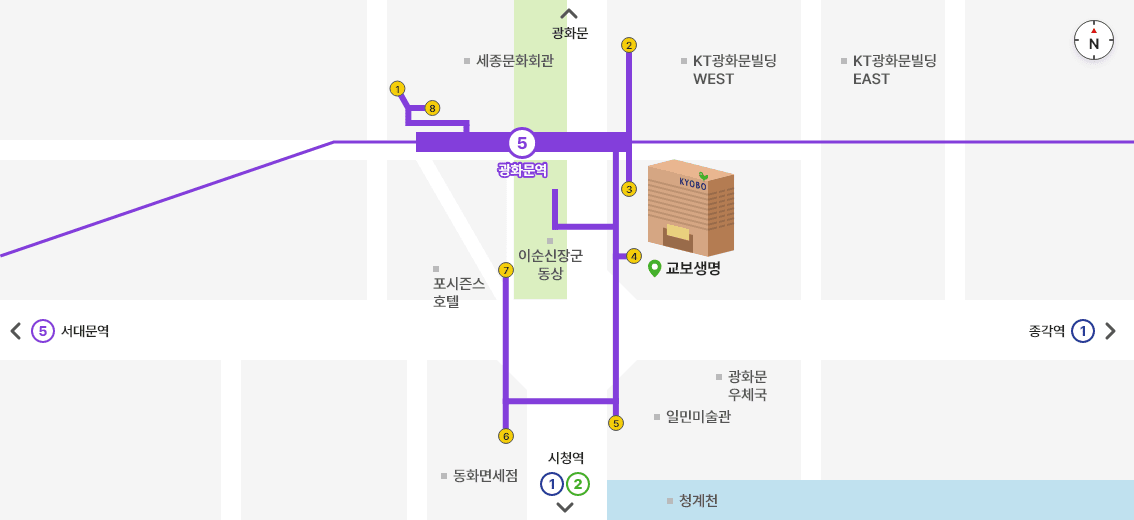 광화문
N
2
세종문화회관
KT광화문빌딩
WEST
KT광화문빌딩
EAST
1
8
5
광화문역
KYOBO
3
이순신장군
동상
4
교보생명
7
포시즌스
호텔
5 서대문역
종각역 1
광화문
우체국
일민미술관
5
6
시청역
1 2
동화면세점
청계천